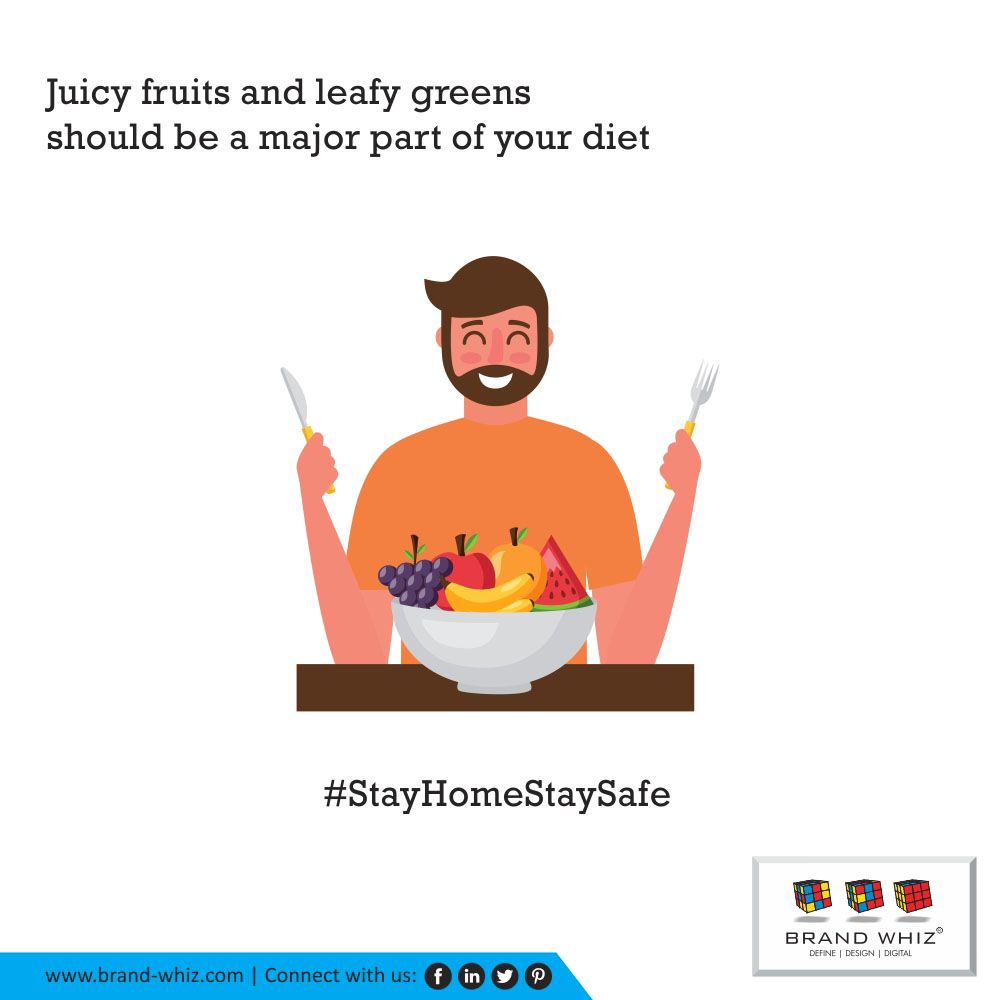 Juicy fruits and leafy greens
should be a major part of your diet
#StayHomeStaySafe
BRAND WHIZ®
DEFINE | DESIGN | DIGITAL
www.brand-whiz.com | Connect with us: